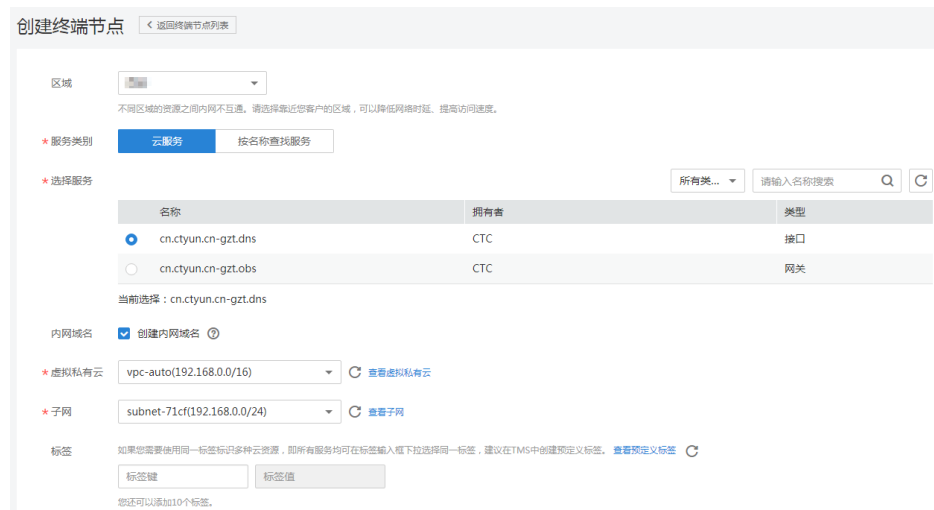 创建终端节点 < 返回终端节点列表
区域
不同区域的资源之间内网不互通。请选择靠近您客户的区域，可以降低网络时延、提高访问速度。
* 服务类别 云服务 按名称查找服务
* 选择服务 所有类... 请输入名称搜索
名称 拥有者 类型
cn.ctyun.cn-gzt.dns CTC 接口
cn.ctyun.cn-gzt.obs CTC 网关
当前选择：cn.ctyun.cn-gzt.dns
内网域名 创建内网域名 ?
* 虚拟私有云 vpc-auto(192.168.0.0/16) 查看虚拟私有云
* 子网 subnet-71cf(192.168.0.0/24) 查看子网
标签 如果您需要使用同一标签标识多种云资源，即所有服务均可在标签输入框下拉选择同一标签，建议在TMS中创建预定义标签。 查看预定义标签
标签键 标签值
您还可以添加10个标签。